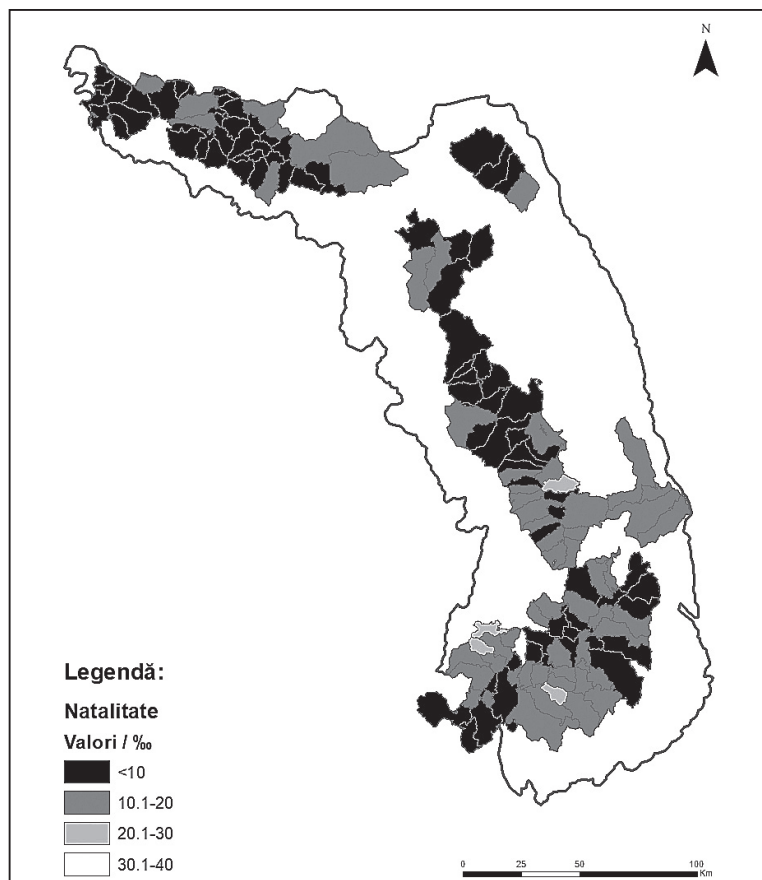 N
Legendă:
Natalitate
Valori / ‰
<10
10.1-20
20.1-30
30.1-40
0 25 50 100
Km